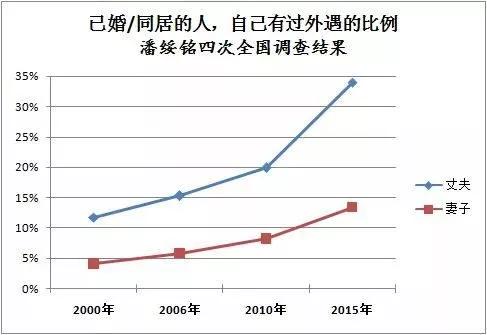 己婚/同居的人，自己有过外遇的比例
潘绥铭四次全国调查结果
35%
30%
25%
20%
15%
10%
5%
0%
2000年 2006年 2010年 2015年
丈夫
妻子